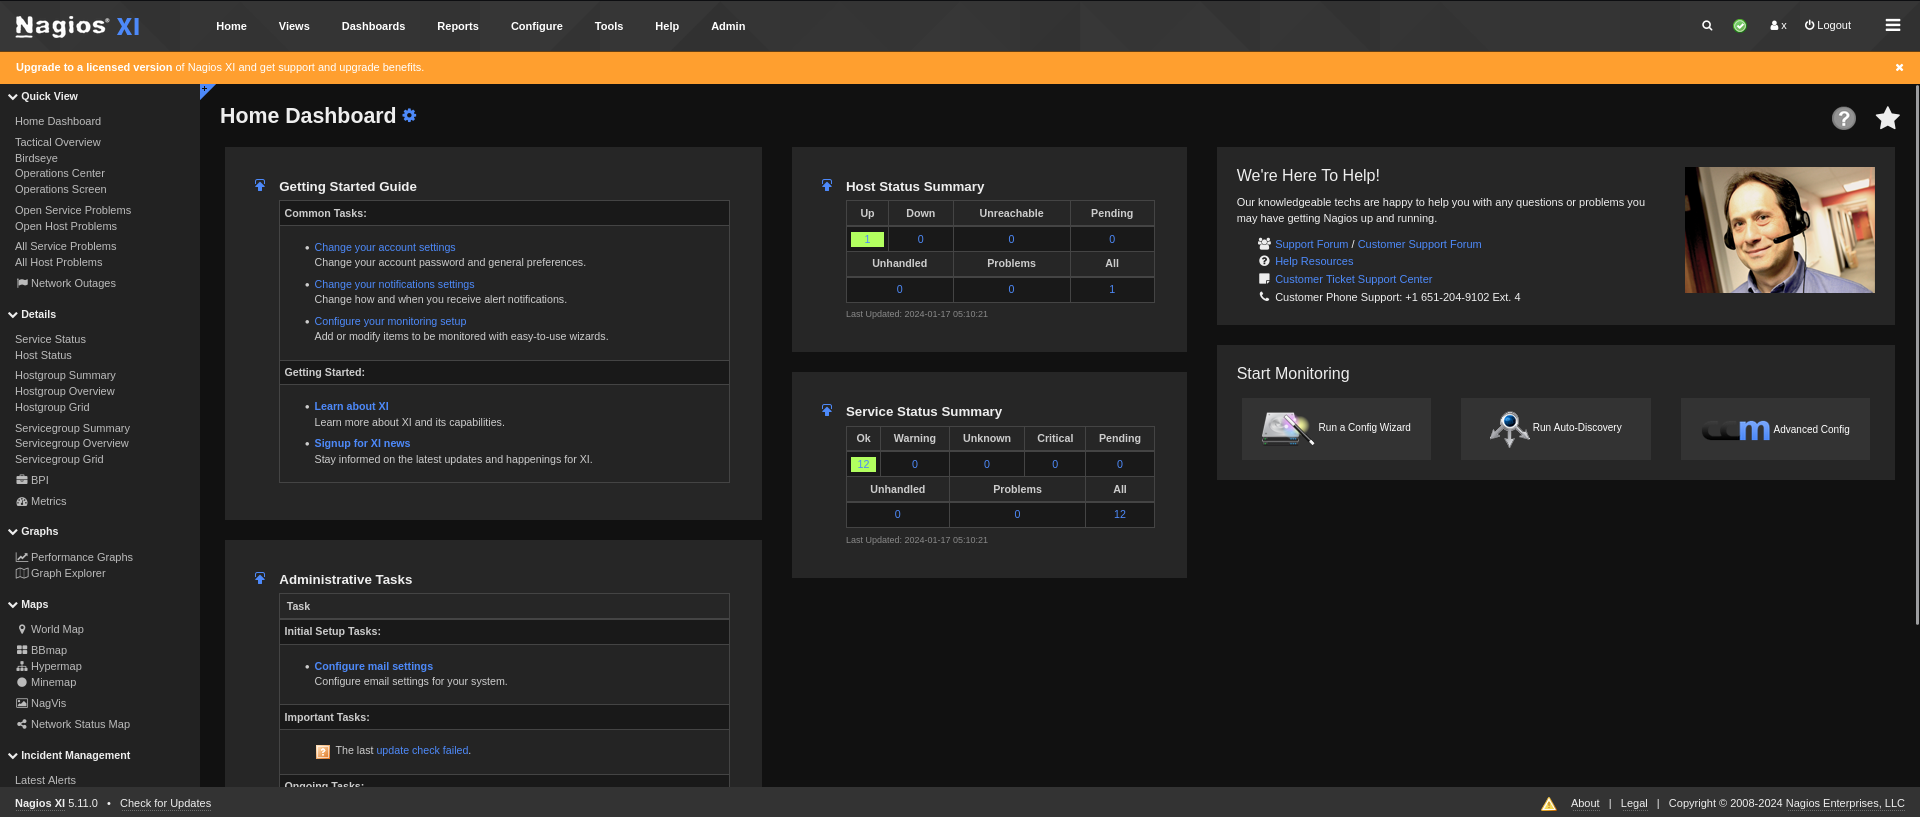 Nagios® XI
Home Views Dashboards Reports Configure Tools Help Admin
x Logout
Upgrade to a licensed version of Nagios XI and get support and upgrade benefits.
Quick View
Home Dashboard
Tactical Overview
Birdseye
Operations Center
Operations Screen
Open Service Problems
Open Host Problems
All Service Problems
All Host Problems
Network Outages
Details
Service Status
Host Status
Hostgroup Summary
Hostgroup Overview
Hostgroup Grid
Servicegroup Summary
Servicegroup Overview
Servicegroup Grid
BPI
Metrics
Graphs
Performance Graphs
Graph Explorer
Maps
World Map
BBmap
Hypermap
Minemap
NagVis
Network Status Map
Incident Management
Latest Alerts
Home Dashboard
Getting Started Guide
Common Tasks:
• Change your account settings
Change your account password and general preferences.
• Change your notifications settings
Change how and when you receive alert notifications.
• Configure your monitoring setup
Add or modify items to be monitored with easy-to-use wizards.
Getting Started:
• Learn about XI
Learn more about XI and its capabilities.
• Signup for XI news
Stay informed on the latest updates and happenings for XI.
Administrative Tasks
Task
Initial Setup Tasks:
• Configure mail settings
Configure email settings for your system.
Important Tasks:
The last update check failed.
Ongoing Tasks:
Host Status Summary
Up Down Unreachable Pending
1 0 0 0
Unhandled Problems All
0 0 1
Last Updated: 2024-01-17 05:10:21
Service Status Summary
Ok Warning Unknown Critical Pending
12 0 0 0 0
Unhandled Problems All
0 0 12
Last Updated: 2024-01-17 05:10:21
We're Here To Help!
Our knowledgeable techs are happy to help you with any questions or problems you
may have getting Nagios up and running.
Support Forum / Customer Support Forum
Help Resources
Customer Ticket Support Center
Customer Phone Support: +1 651-204-9102 Ext. 4
Start Monitoring
Run a Config Wizard
Run Auto-Discovery
ccm Advanced Config
Nagios XI 5.11.0 • Check for Updates
About | Legal | Copyright © 2008-2024 Nagios Enterprises, LLC